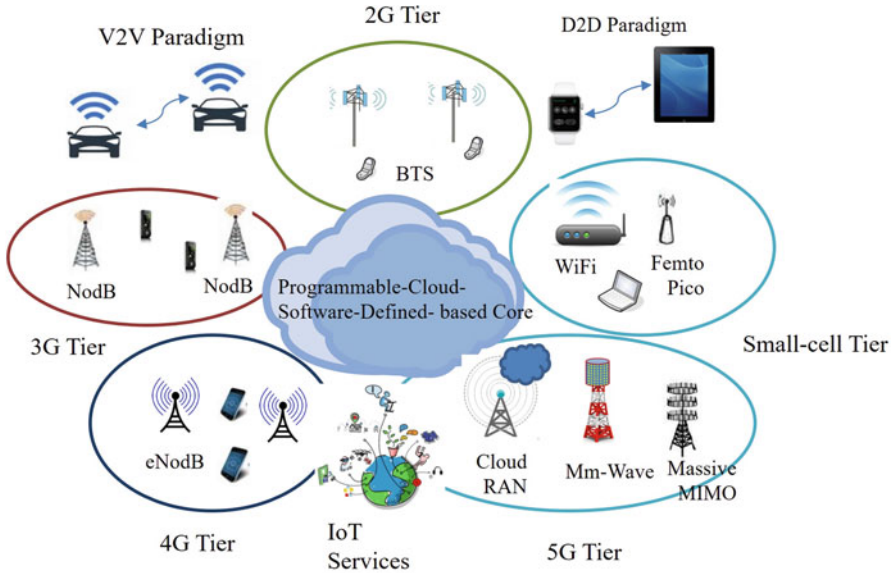 2G Tier
V2V Paradigm
D2D Paradigm
BTS
WiFi
Femto
Pico
NodB
NodB
Programmable-Cloud-
Software-Defined- based Core
3G Tier
Small-cell Tier
eNodB
Cloud
RAN
Mm-Wave
Massive
MIMO
IoT
Services
4G Tier
5G Tier